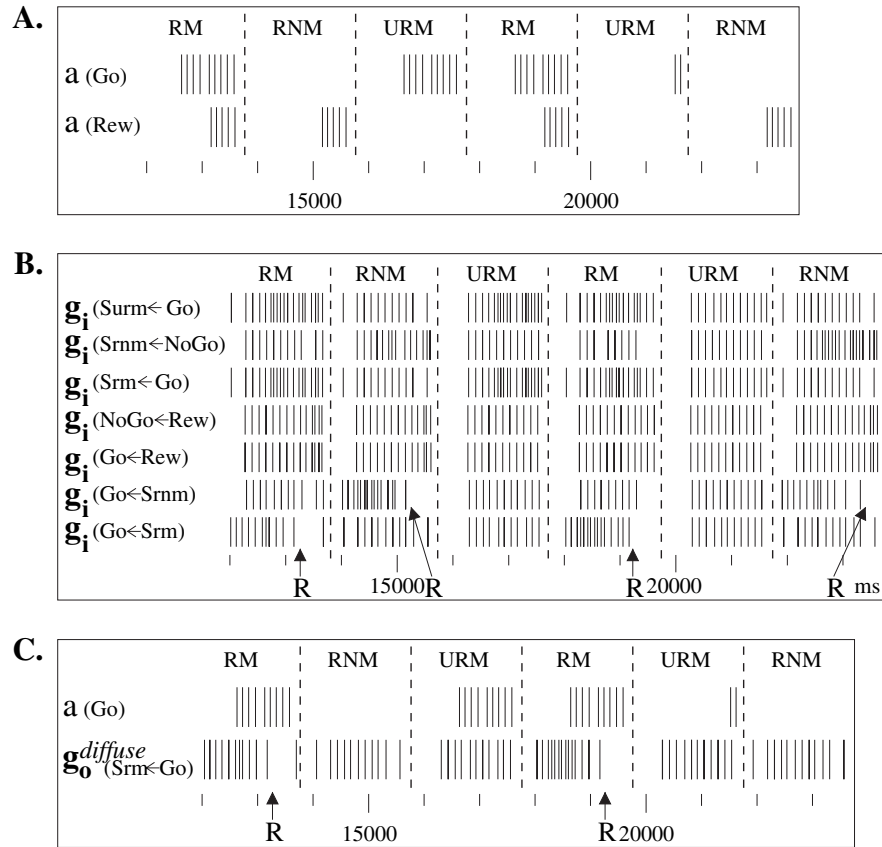 A.
RM RNM URM RM URM RNM
a (Go)
a (Rew)
15000 20000
B.
RM RNM URM RM URM RNM
gi (Surm← Go)
gi (Srnm←NoGo)
gi (Srm←Go)
gi (NoGo←Rew)
gi (Go←Rew)
gi (Go←Srnm)
gi (Go←Srm)
R 15000 R R 20000 R ms
C.
RM RNM URM RM URM RNM
a (Go)
go diffuse (Srm←Go)
R 15000 R 20000